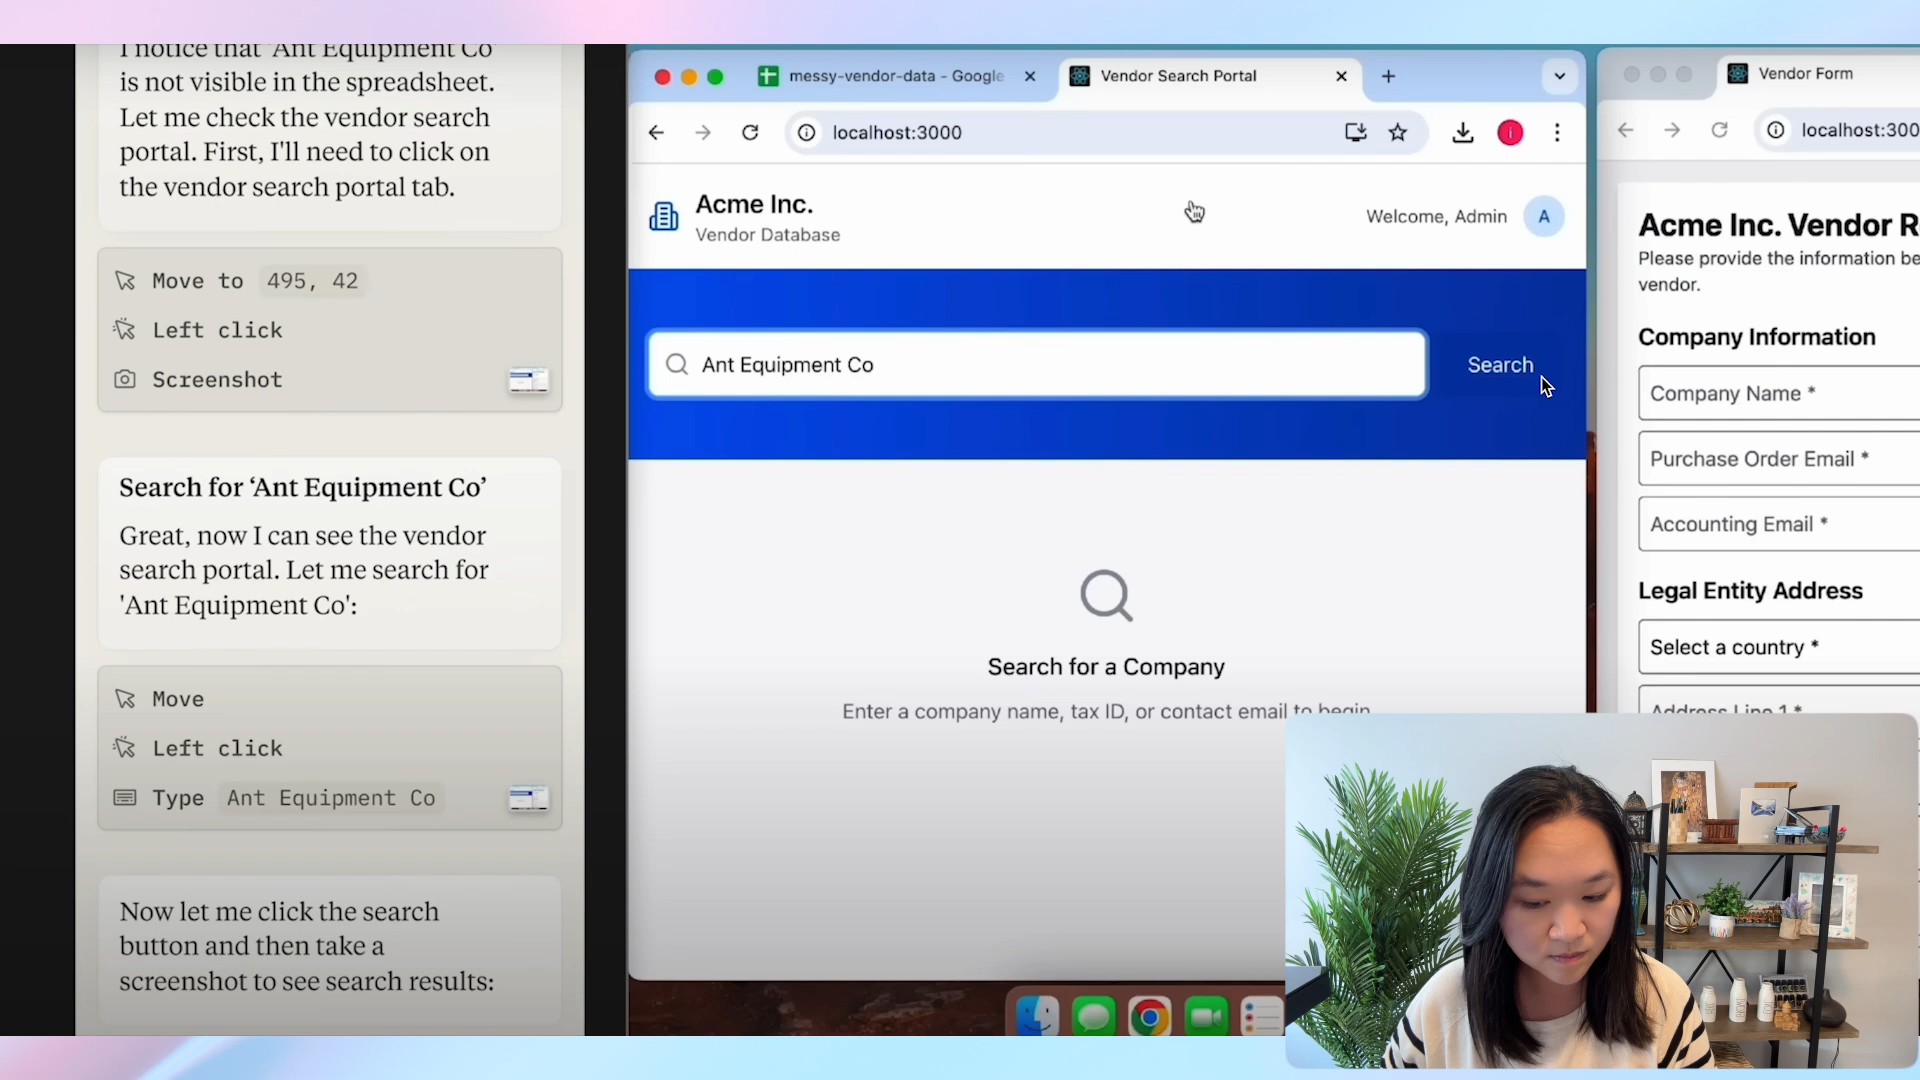 I notice that 'Ant Equipment Co'
is not visible in the spreadsheet.
Let me check the vendor search
portal. First, I'll need to click on
the vendor search portal tab.
Move to 495, 42
Left click
Screenshot
Search for ‘Ant Equipment Co’
Great, now I can see the vendor
search portal. Let me search for
'Ant Equipment Co':
Move
Left click
Type Ant Equipment Co
Now let me click the search
button and then take a
screenshot to see search results:
messy-vendor-data - Google
Vendor Search Portal
localhost:3000
Acme Inc.
Vendor Database
Welcome, Admin
A
Ant Equipment Co
Search
Search for a Company
Enter a company name, tax ID, or contact email to begin
Vendor Form
localhost:300
Acme Inc. Vendor R
Please provide the information be
vendor.
Company Information
Company Name *
Purchase Order Email *
Accounting Email *
Legal Entity Address
Select a country *
Address Line 1 *